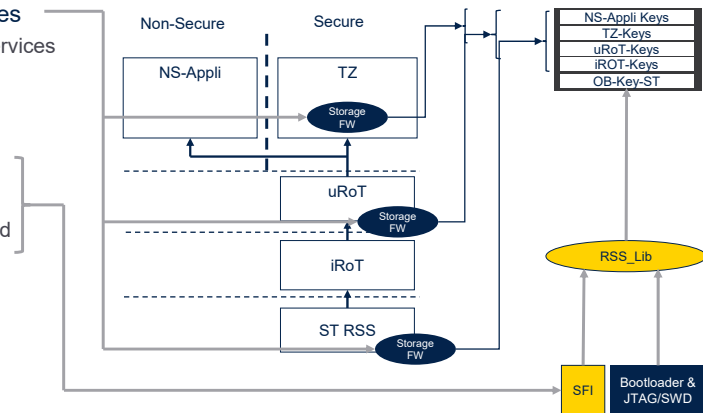 es
ervices
d
Non-Secure
Secure
NS-Appli
TZ
Storage
FW
uRoT
Storage
FW
iRoT
ST RSS
Storage
FW
NS-Appli Keys
TZ-Keys
uRoT-Keys
iROT-Keys
OB-Key-ST
RSS_Lib
SFI
Bootloader &
JTAG/SWD